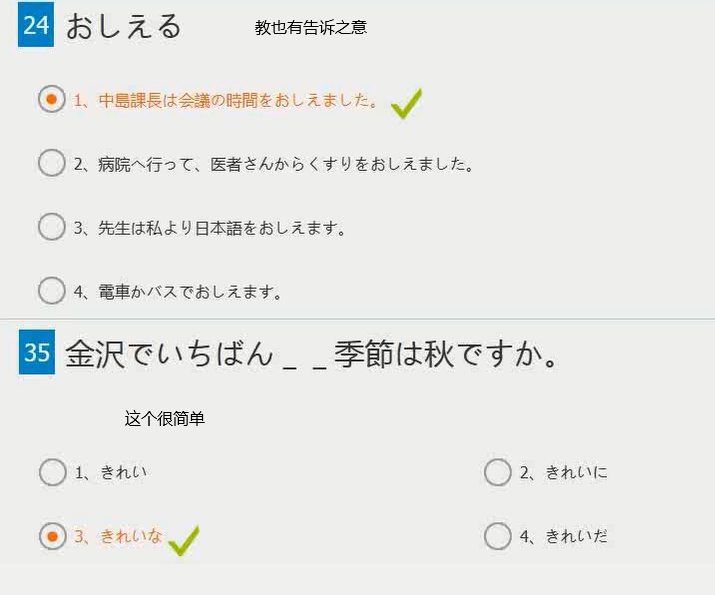 24 おしえる 教也有告诉之意
1、中島課長は会議の時間をおしえました。
2、病院へ行って、医者さんからくすりをおしえました。
3、先生は私より日本語をおしえます。
4、電車かバスでおしえます。
35 金沢でいちばん＿ ＿季節は秋ですか。
这个很简单
1、きれい 2、きれいに
3、きれいな 4、きれいだ